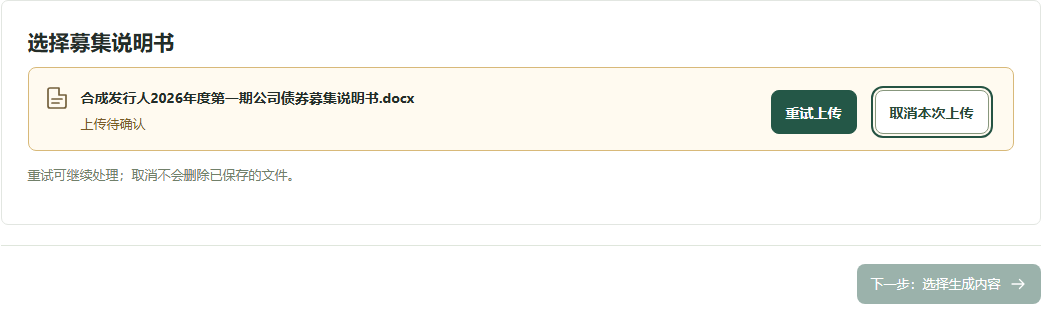 选择募集说明书
合成发行人2026年度第一期公司债券募集说明书.docx
上传待确认
重试上传
取消本次上传
重试可继续处理；取消不会删除已保存的文件。
下一步：选择生成内容 →